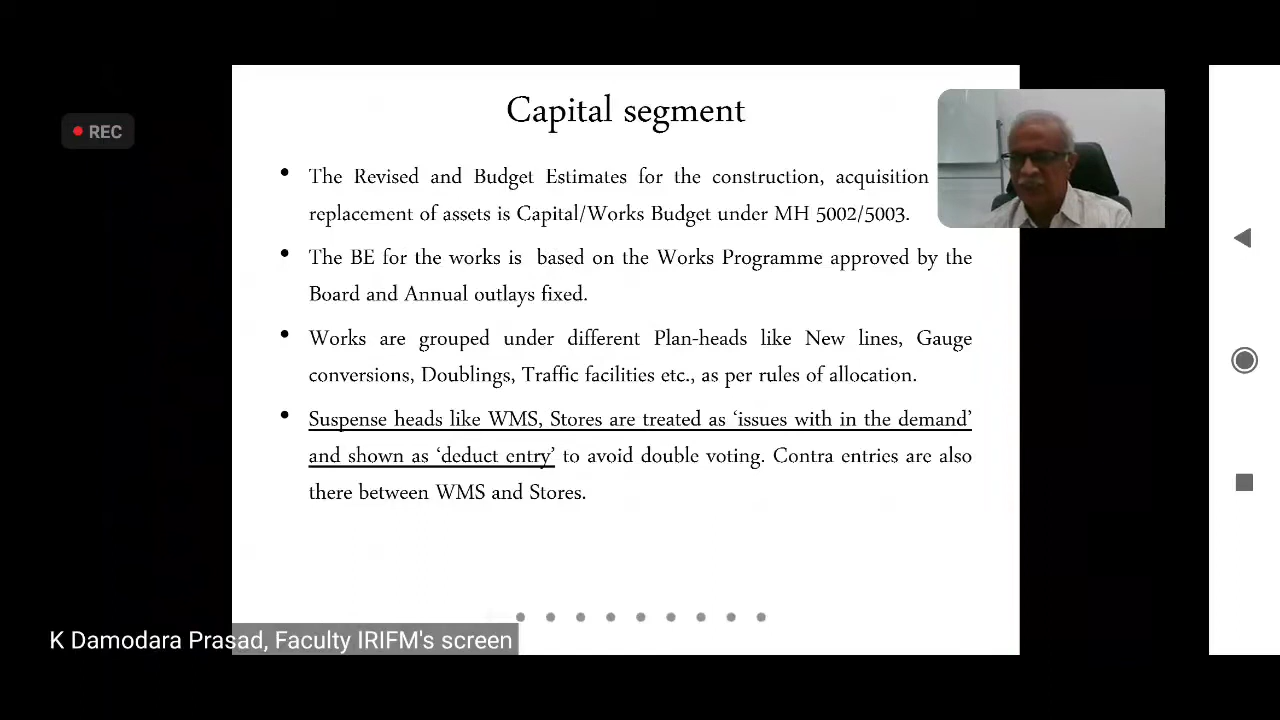 Capital segment
REC
• The Revised and Budget Estimates for the construction, acquisition
replacement of assets is Capital/Works Budget under MH 5002/5003.
• The BE for the works is based on the Works Programme approved by the
Board and Annual outlays fixed.
• Works are grouped under different Plan-heads like New lines, Gauge
conversions, Doublings, Traffic facilities etc., as per rules of allocation.
• Suspense heads like WMS, Stores are treated as ‘issues with in the demand’
and shown as ‘deduct entry’ to avoid double voting. Contra entries are also
there between WMS and Stores.
K Damodara Prasad, Faculty IRIFM's screen